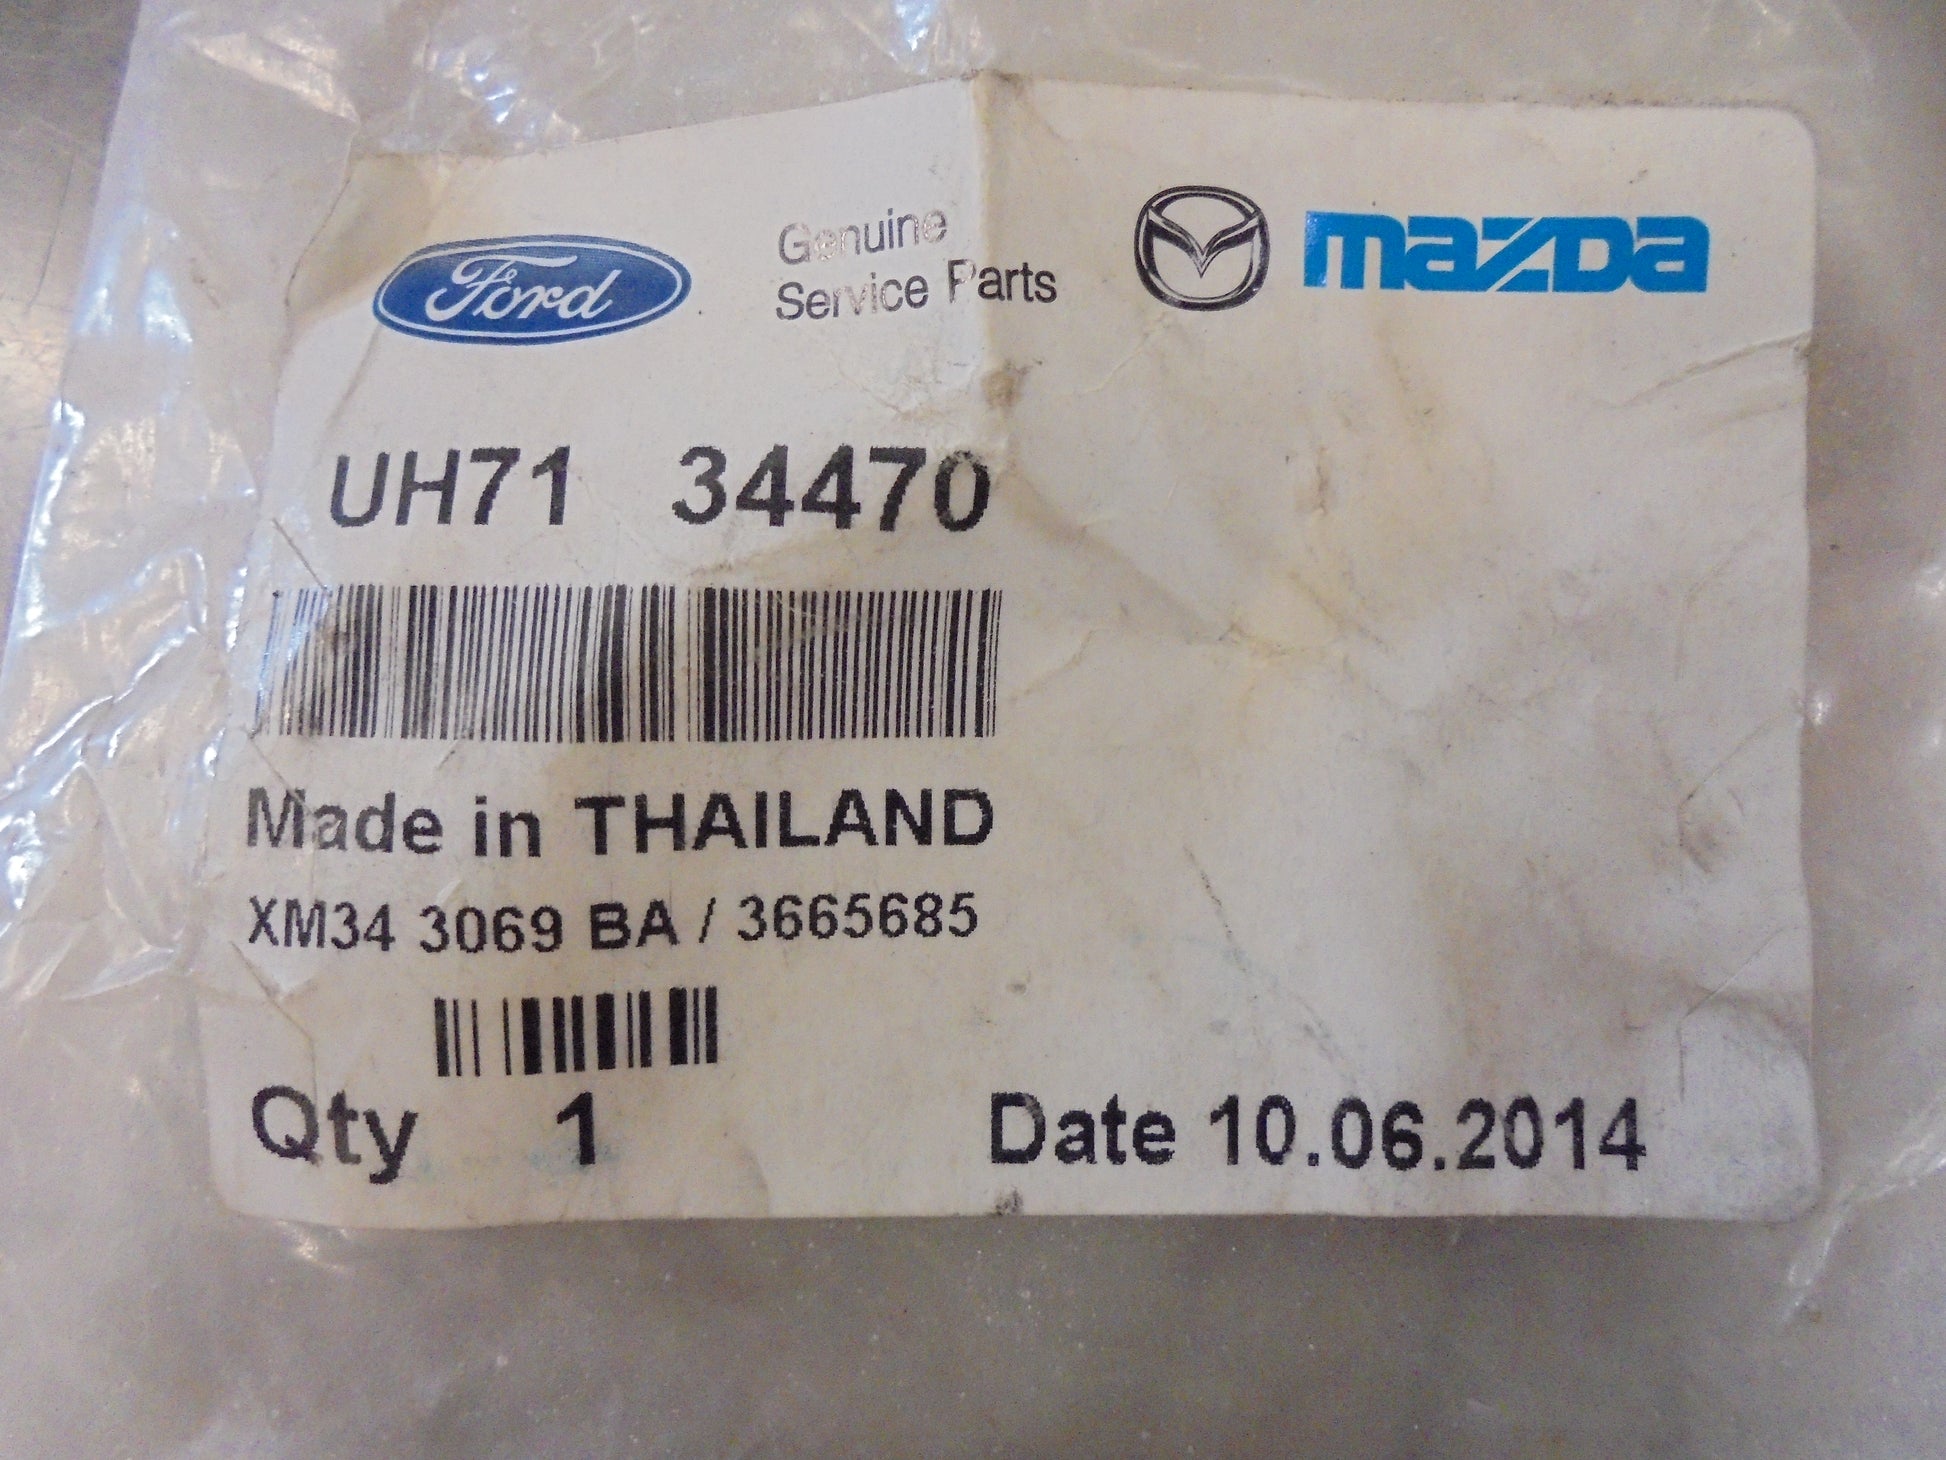 Ford
Genuine
Service Parts
mazda
UH71 34470
Made in THAILAND
XM34 3069 BA / 3665685
Qty 1
Date 10.06.2014